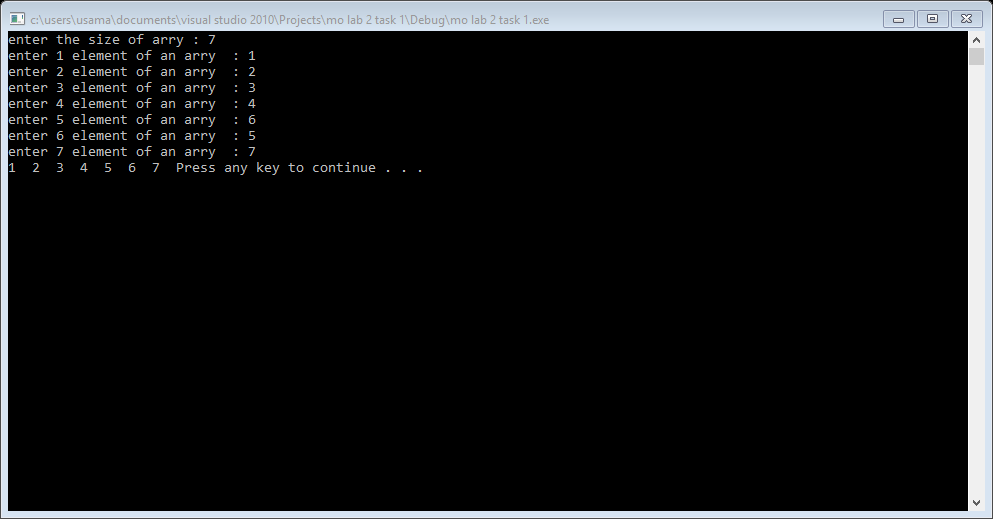 c:\users\usama\documents\visual studio 2010\Projects\mo lab 2 task 1\Debug\mo lab 2 task 1.exe
enter the size of arry : 7
enter 1 element of an arry  : 1
enter 2 element of an arry  : 2
enter 3 element of an arry  : 3
enter 4 element of an arry  : 4
enter 5 element of an arry  : 6
enter 6 element of an arry  : 5
enter 7 element of an arry  : 7
1  2  3  4  5  6  7  Press any key to continue . . .